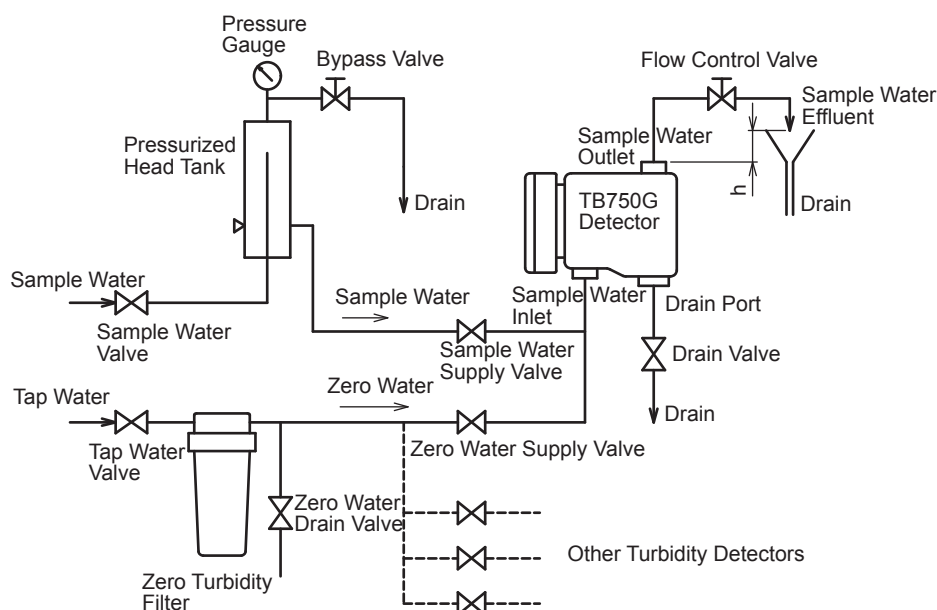 Pressure
Gauge
Bypass Valve
Flow Control Valve
Sample Water
Effluent
Pressurized
Head Tank
Sample Water
Outlet
h
Drain
TB750G
Detector
Drain
Sample Water
Sample Water
Valve
Sample Water
Sample Water
Inlet
Drain Port
Sample Water
Supply Valve
Drain Valve
Zero Water
Tap Water
Drain
Tap Water
Valve
Zero Water Supply Valve
Zero Water
Drain Valve
Other Turbidity Detectors
Zero Turbidity
Filter